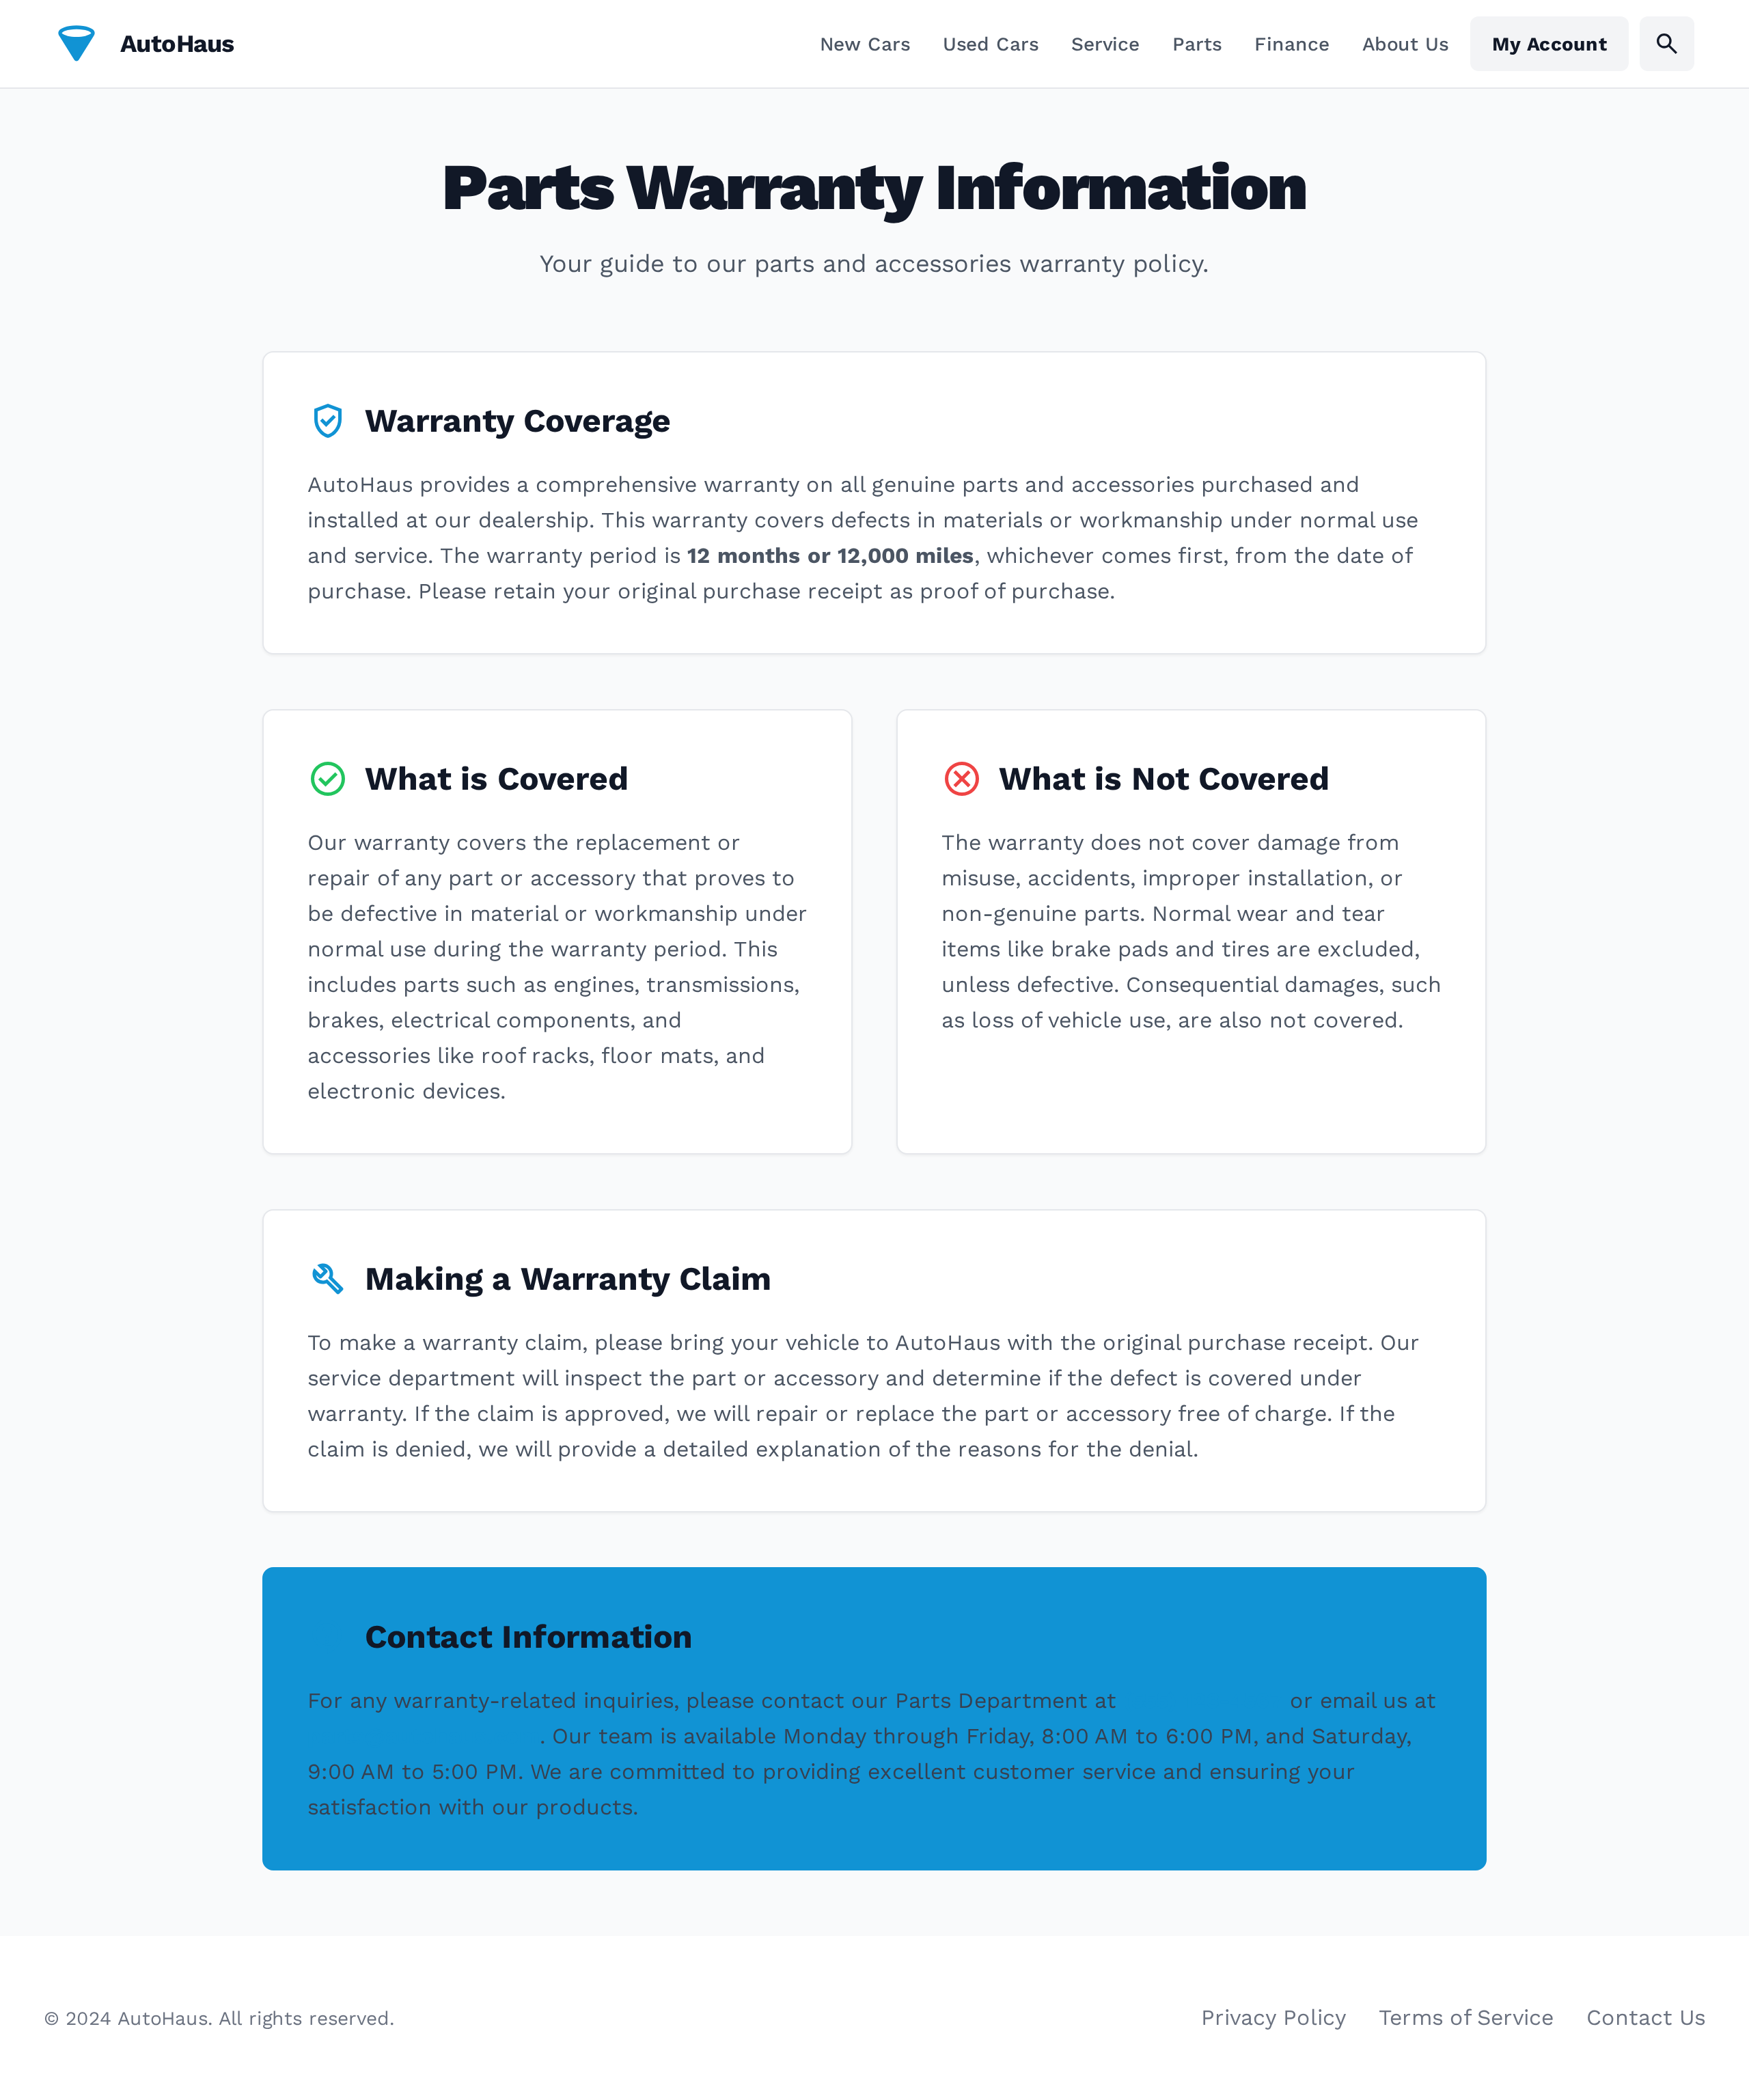 AutoHaus
New Cars
Used Cars
Service
Parts
Finance
About Us
My Account
Parts Warranty Information
Your guide to our parts and accessories warranty policy.
Warranty Coverage
AutoHaus provides a comprehensive warranty on all genuine parts and accessories purchased and
installed at our dealership. This warranty covers defects in materials or workmanship under normal use
and service. The warranty period is 12 months or 12,000 miles, whichever comes first, from the date of
purchase. Please retain your original purchase receipt as proof of purchase.
What is Covered
Our warranty covers the replacement or
repair of any part or accessory that proves to
be defective in material or workmanship under
normal use during the warranty period. This
includes parts such as engines, transmissions,
brakes, electrical components, and
accessories like roof racks, floor mats, and
electronic devices.
What is Not Covered
The warranty does not cover damage from
misuse, accidents, improper installation, or
non-genuine parts. Normal wear and tear
items like brake pads and tires are excluded,
unless defective. Consequential damages, such
as loss of vehicle use, are also not covered.
Making a Warranty Claim
To make a warranty claim, please bring your vehicle to AutoHaus with the original purchase receipt. Our
service department will inspect the part or accessory and determine if the defect is covered under
warranty. If the claim is approved, we will repair or replace the part or accessory free of charge. If the
claim is denied, we will provide a detailed explanation of the reasons for the denial.
Contact Information
For any warranty-related inquiries, please contact our Parts Department at or email us at
. Our team is available Monday through Friday, 8:00 AM to 6:00 PM, and Saturday,
9:00 AM to 5:00 PM. We are committed to providing excellent customer service and ensuring your
satisfaction with our products.
© 2024 AutoHaus. All rights reserved.
Privacy Policy
Terms of Service
Contact Us